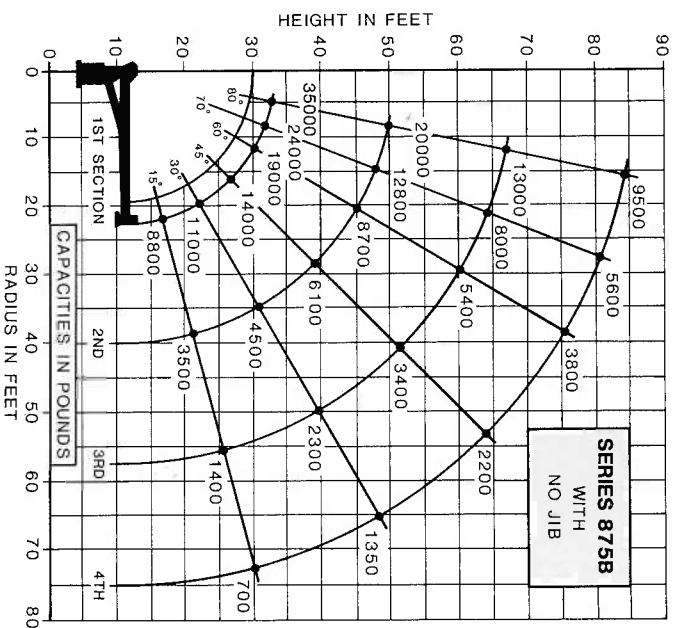 HEIGHT IN FEET
0 10 20 30 40 50 60 70 80 90
RADIUS IN FEET
0 10 20 30 40 50 60 70 80
SERIES 875B
WITH
NO JIB
CAPACITIES IN POUNDS
1ST SECTION
2ND
3RD
4TH
80°
70°
60°
45°
30°
15°
35000
20000
13000
9500
24000
12800
8000
5600
19000
8700
5400
3800
14000
6100
3400
2200
11000
4500
2300
1350
8800
3500
1400
700